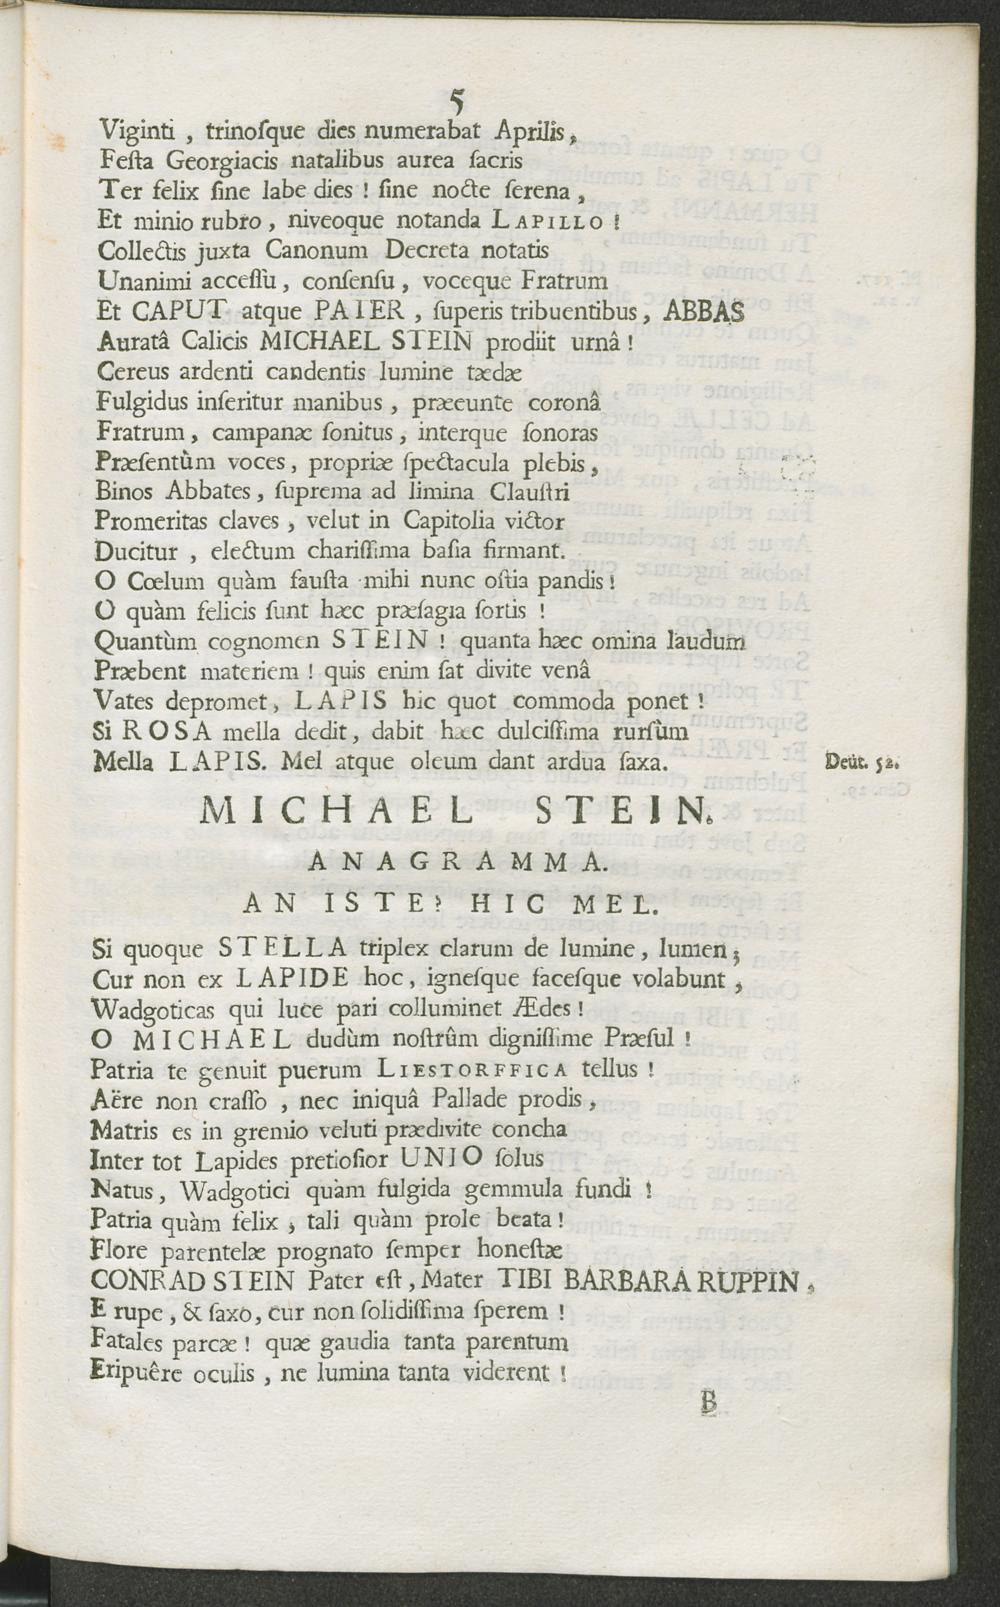 5
Viginti , trinoſque dies numerabat Aprilis,
Feſta Georgiacis natalibus aurea ſacris
Ter felix ſine labe dies ! ſine nocte ſerena ,
Et minio rubro , niveoque notanda LAPILLO !
Collectis juxta Canonum Decreta notatis
Unanimi acceſſu, conſenſu , voceque Fratrum
Et CAPUT atque PATER , ſuperis tribuentibus, ABBAS
Auratâ Calicis MICHAEL STEIN prodiit urnâ !
Cereus ardenti candentis lumine tædæ
Fulgidus inſeritur manibus , præeunte coronâ
Fratrum, campanæ ſonitus, interque ſonoras
Præſentùm voces, propriæ ſpectacula plebis,
Binos Abbates, ſuprema ad limina Clauſtri
Promeritas claves , velut in Capitolia victor
Ducitur , electum chariſſima baſia firmant.
O Cœlum quàm fauſta mihi nunc oſtia pandis !
O quàm felicis ſunt hæc præſagia ſortis !
Quantùm cognomen STEIN ! quanta hæc omina laudum
Præbent materiem ! quis enim ſat divite venâ
Vates depromet, LAPIS hic quot commoda ponet !
Si ROSA mella dedit, dabit hæc dulciſſima rurſùm
Mella LAPIS. Mel atque oleum dant ardua ſaxa. Deut. 52.
MICHAEL STEIN.
ANAGRAMMA.
AN ISTE? HIC MEL.
Si quoque STELLA triplex clarum de lumine, lumen;
Cur non ex LAPIDE hoc, igneſque faceſque volabunt ,
Wadgoticas qui luce pari colluminet Ædes !
O MICHAEL dudùm noſtrûm digniſſime Præſul !
Patria te genuit puerum LIESTORFFICA tellus !
Aëre non craſſo , nec iniquâ Pallade prodis ,
Matris es in gremio veluti prædivite concha
Inter tot Lapides pretioſior UNIO ſolus
Natus, Wadgotici quàm fulgida gemmula fundi !
Patria quàm felix , tali quàm prole beata !
Flore parentelæ prognato ſemper honeſtæ
CONRAD STEIN Pater eſt, Mater TIBI BARBARA RUPPIN.
E rupe, & ſaxo, cur non ſolidiſſima ſperem !
Fatales parcæ ! quæ gaudia tanta parentum
Eripuêre oculis , ne lumina tanta viderent !
B